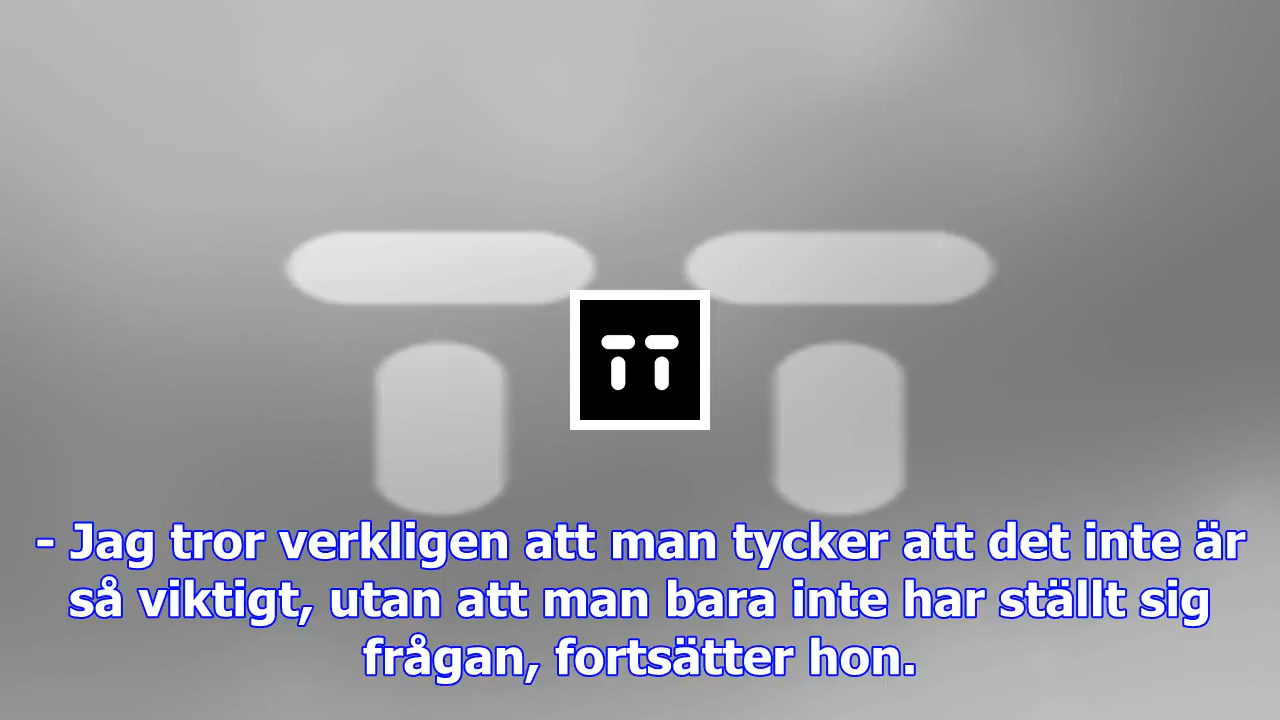 - Jag tror verkligen att man tycker att det inte är
så viktigt, utan att man bara inte har ställt sig
frågan, fortsätter hon.